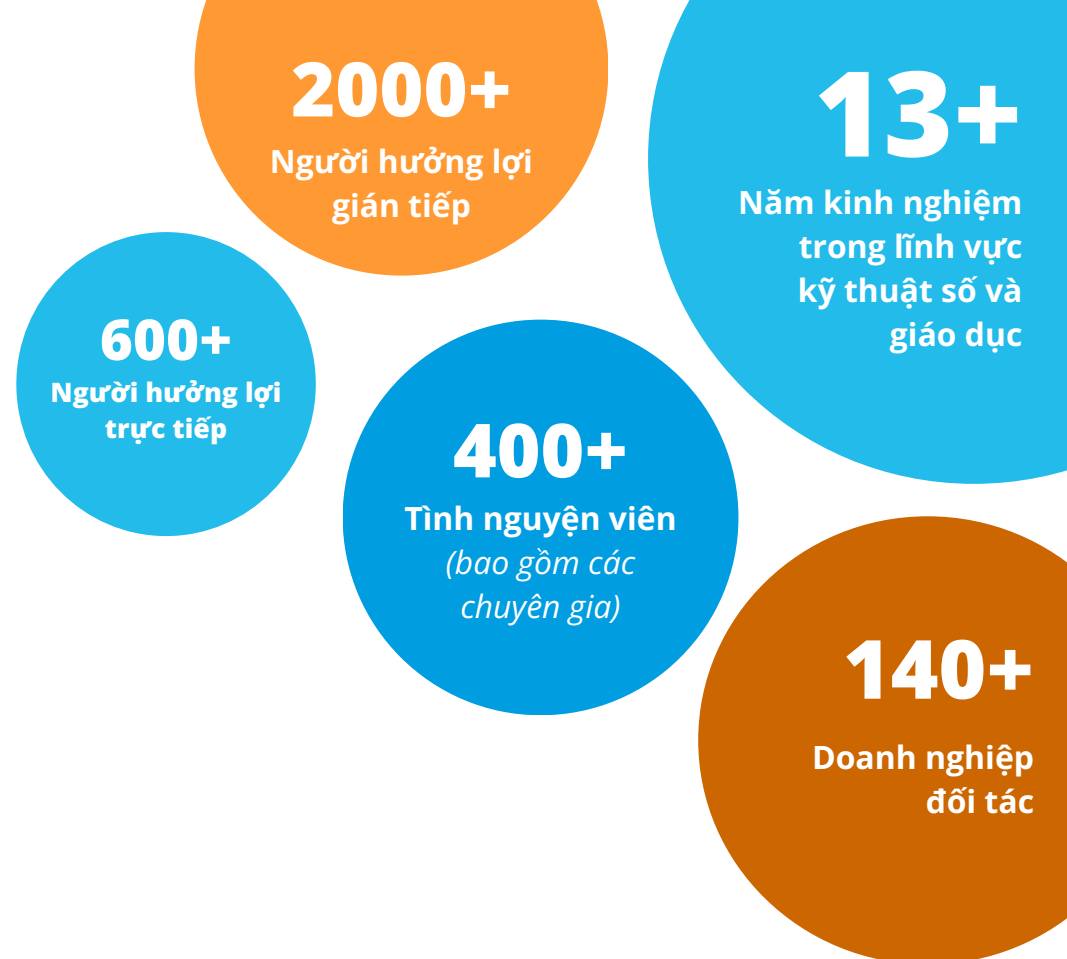 2000+
Người hưởng lợi
gián tiếp
13+
Năm kinh nghiệm
trong lĩnh vực
kỹ thuật số và
giáo dục
600+
Người hưởng lợi
trực tiếp
400+
Tình nguyện viên
(bao gồm các
chuyên gia)
140+
Doanh nghiệp
đối tác